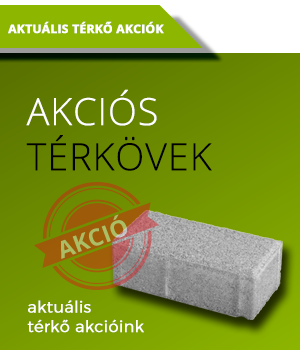 AKTUÁLIS TÉRKŐ AKCIÓK
AKCIÓS
TÉRKÖVEK
AKCIÓ
aktuális
térkő akcióink